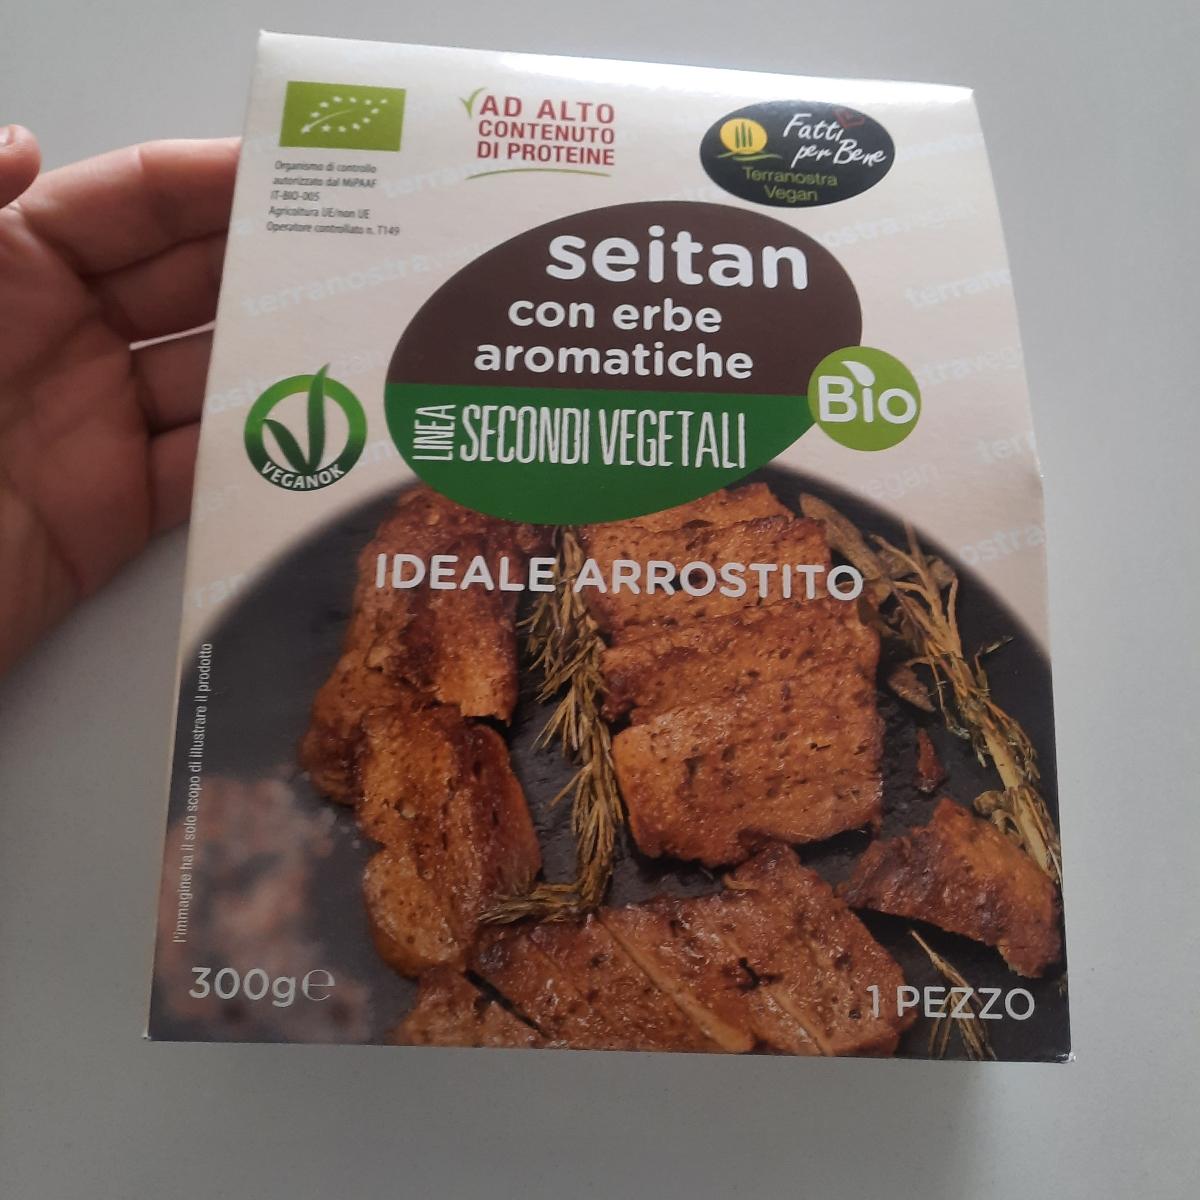 Organismo di controllo
autorizzato dal MiPAAF
IT-BIO-005
Agricoltura UE/non UE
Operatore controllato n. T149
AD ALTO
CONTENUTO
DI PROTEINE
Fatti
per Bene
Terranostra
Vegan
seitan
con erbe
aromatiche
LINEA SECONDI VEGETALI
Bio
VEGANOK
IDEALE ARROSTITO
l'immagine ha il solo scopo di illustrare il prodotto
300g℮
1 PEZZO